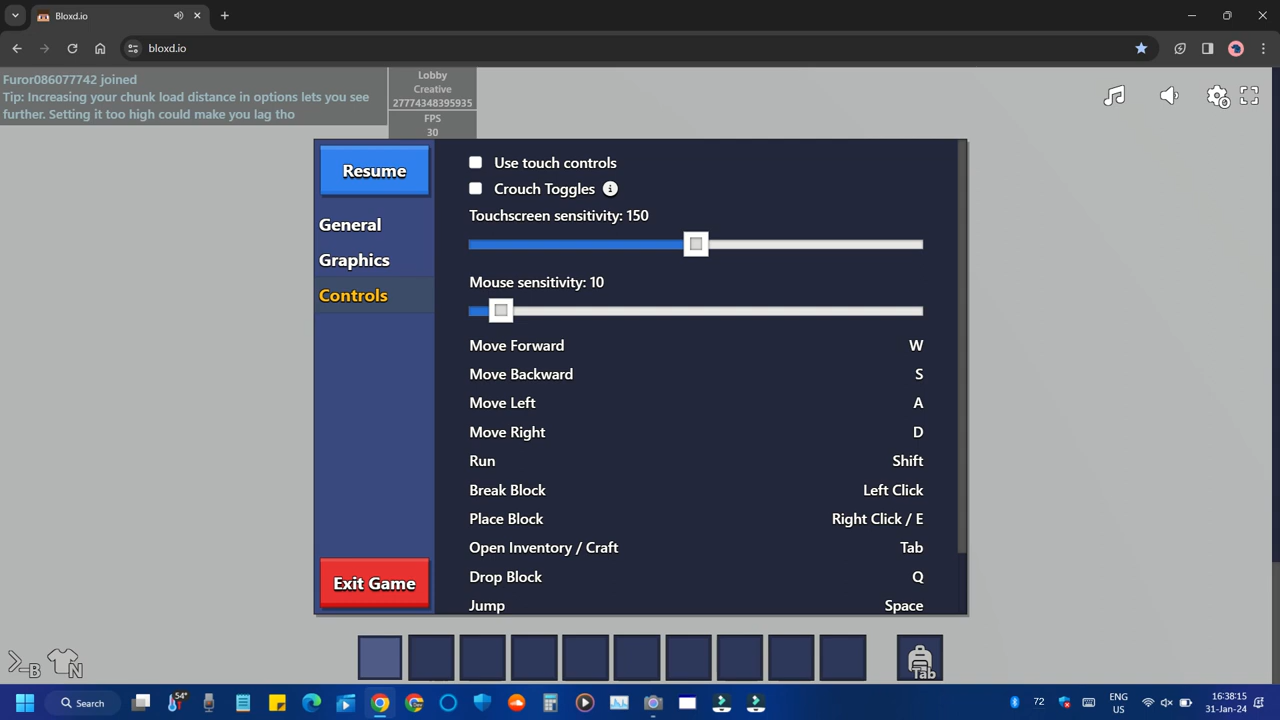 Bloxd.io
bloxd.io
Furor086077742 joined
Tip: Increasing your chunk load distance in options lets you see
further. Setting it too high could make you lag tho
Lobby
Creative
27774348395935
FPS
30
Resume
General
Graphics
Controls
Exit Game
Use touch controls
Crouch Toggles
Touchscreen sensitivity: 150
Mouse sensitivity: 10
Move Forward W
Move Backward S
Move Left A
Move Right D
Run Shift
Break Block Left Click
Place Block Right Click / E
Open Inventory / Craft Tab
Drop Block Q
Jump Space
B
N
Tab
Search
54°
72
ENG
US
16:38:15
31-Jan-24